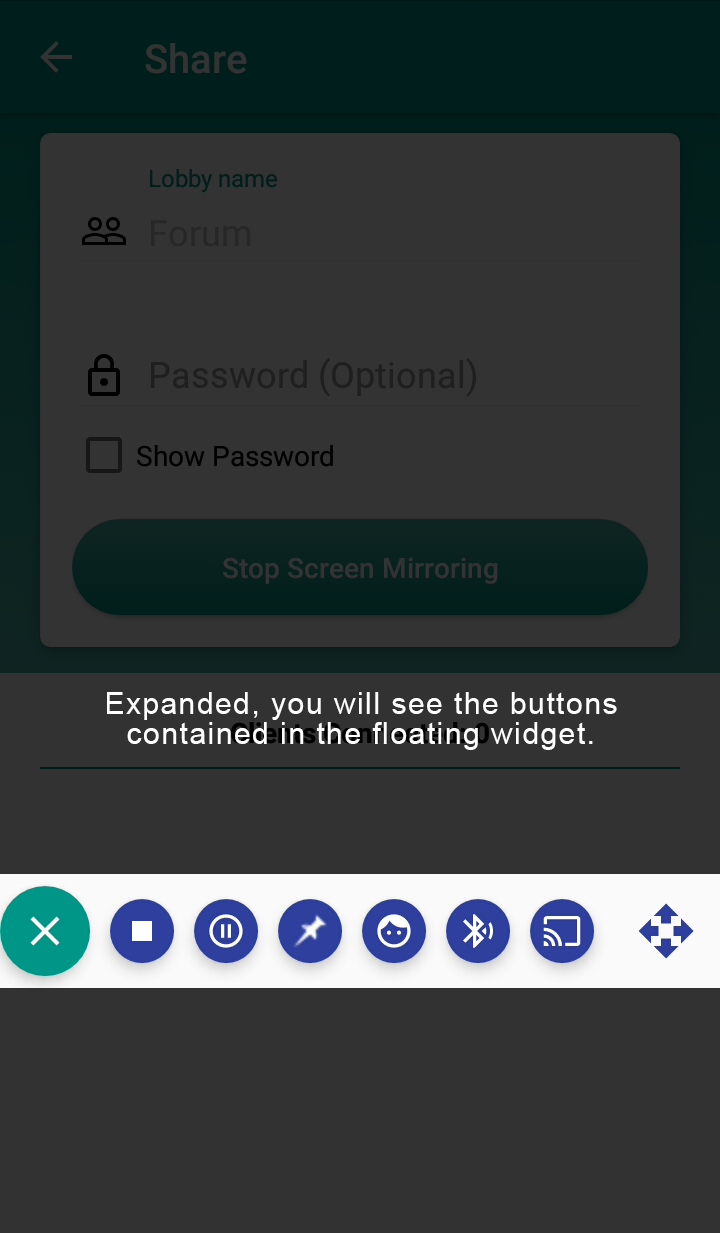 Share
Lobby name
Forum
Password (Optional)
Show Password
Stop Screen Mirroring
Expanded, you will see the buttons
contained in the floating widget.